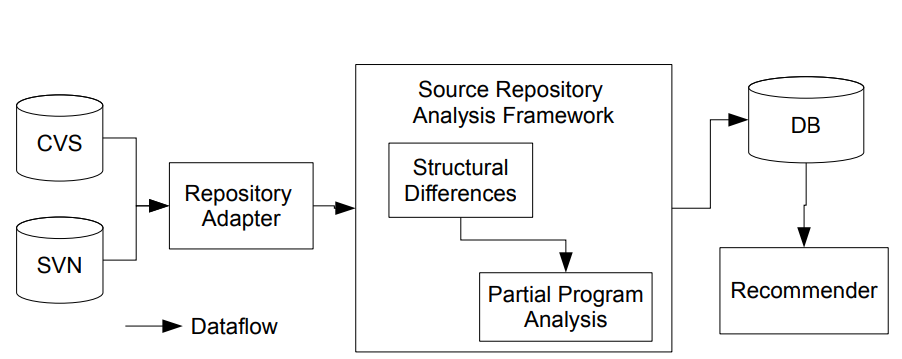 CVS
SVN
Repository
Adapter
Source Repository
Analysis Framework
Structural
Differences
Partial Program
Analysis
DB
Recommender
Dataflow